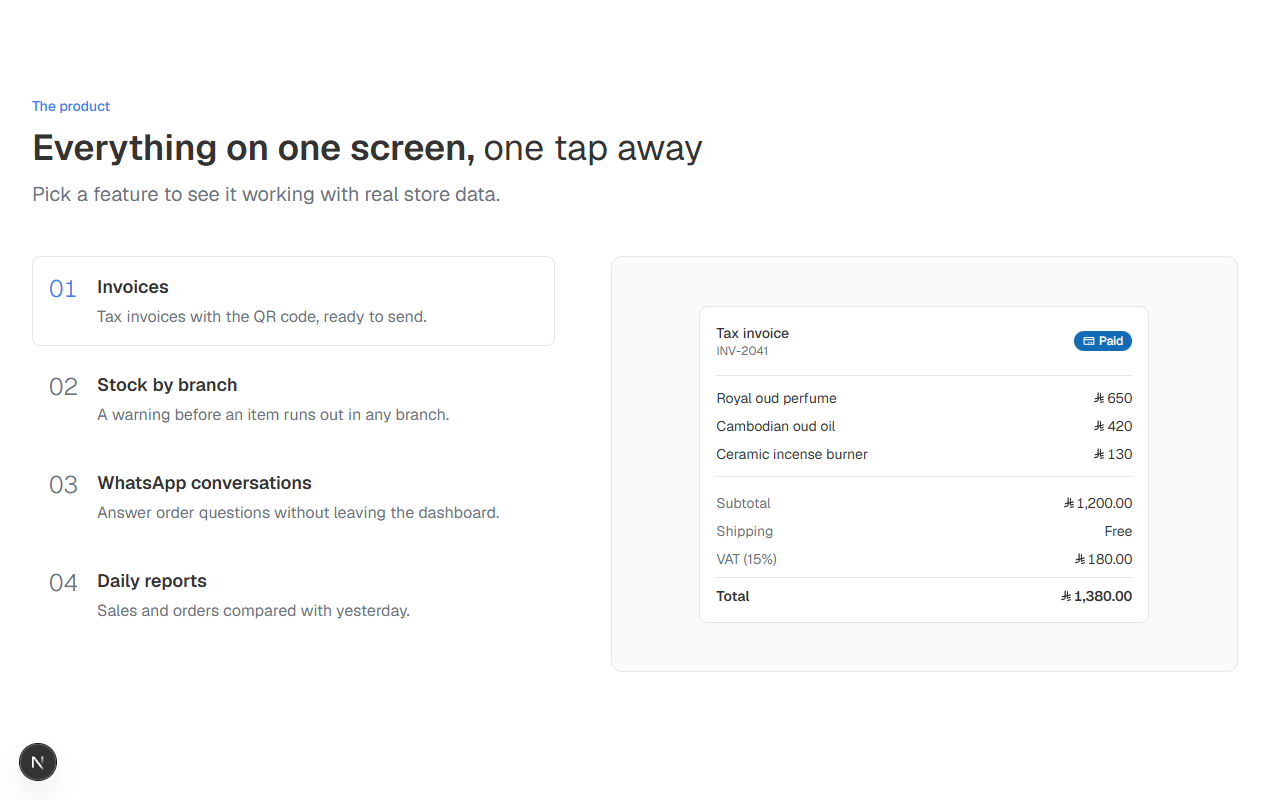 The product
Everything on one screen, one tap away
Pick a feature to see it working with real store data.
01 Invoices
Tax invoices with the QR code, ready to send.
02 Stock by branch
A warning before an item runs out in any branch.
03 WhatsApp conversations
Answer order questions without leaving the dashboard.
04 Daily reports
Sales and orders compared with yesterday.
Tax invoice
INV-2041
Paid
Royal oud perfume ⃁ 650
Cambodian oud oil ⃁ 420
Ceramic incense burner ⃁ 130
Subtotal ⃁ 1,200.00
Shipping Free
VAT (15%) ⃁ 180.00
Total ⃁ 1,380.00
N